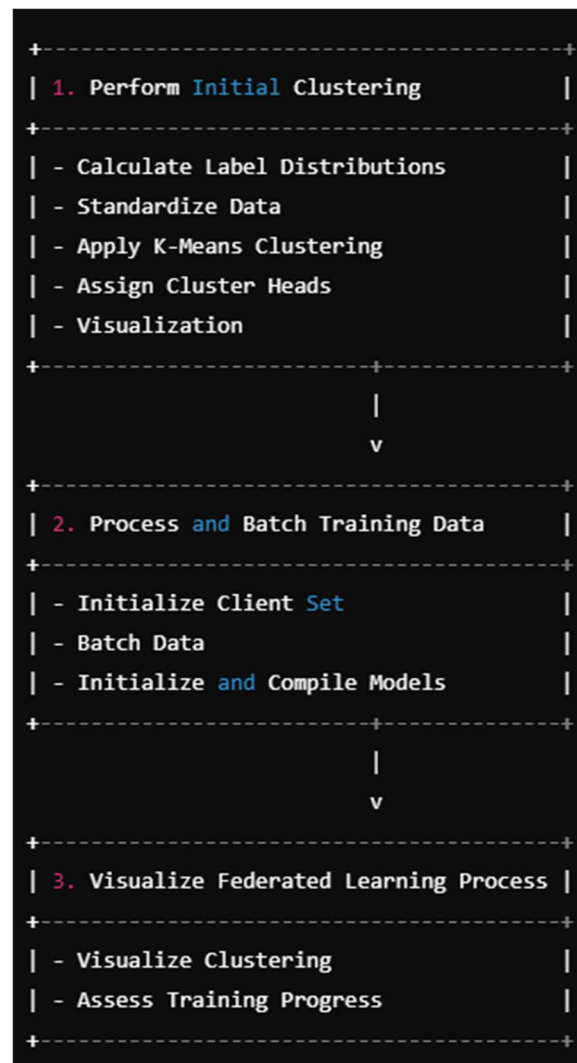 +---------------------------------------+
| 1. Perform Initial Clustering |
+---------------------------------------+
| - Calculate Label Distributions |
| - Standardize Data |
| - Apply K-Means Clustering |
| - Assign Cluster Heads |
| - Visualization |
+-------------------------+-------------+
|
v
+---------------------------------------+
| 2. Process and Batch Training Data |
+---------------------------------------+
| - Initialize Client Set |
| - Batch Data |
| - Initialize and Compile Models |
+-------------------------+-------------+
|
v
+---------------------------------------+
| 3. Visualize Federated Learning Process |
+---------------------------------------+
| - Visualize Clustering |
| - Assess Training Progress |
+---------------------------------------+